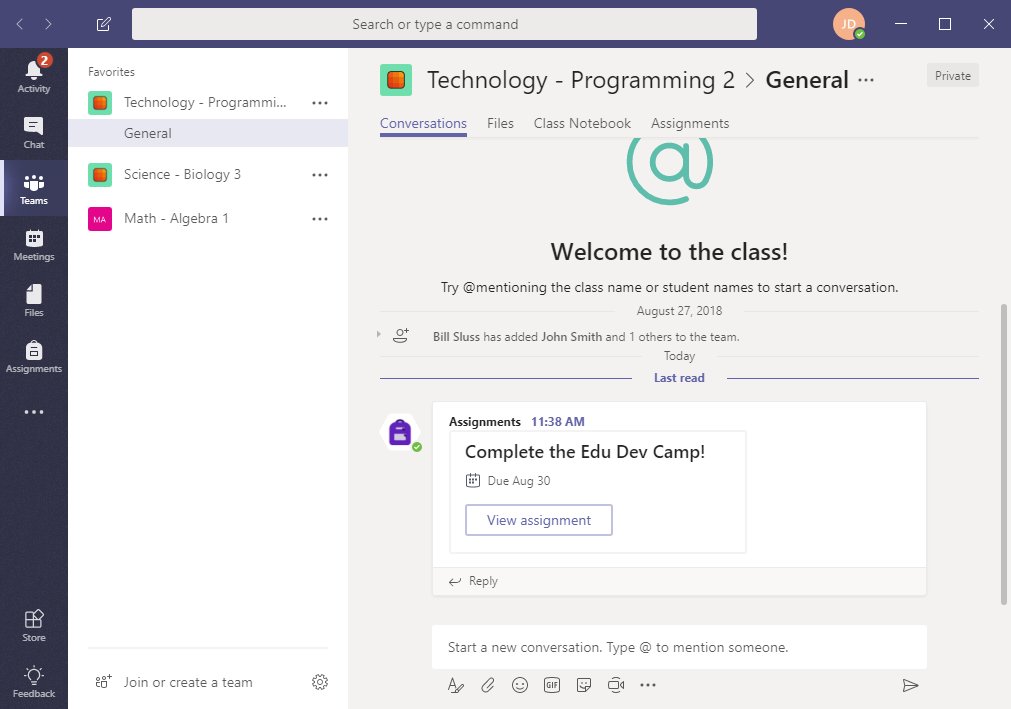 Search or type a command
JD
2
Activity
Chat
Teams
Meetings
Files
Assignments
Store
Feedback
Favorites
Technology - Programmi...
General
Science - Biology 3
MA
Math - Algebra 1
Join or create a team
Technology - Programming 2 > General
Private
Conversations Files Class Notebook Assignments
@
Welcome to the class!
Try @mentioning the class name or student names to start a conversation.
August 27, 2018
Bill Sluss has added John Smith and 1 others to the team.
Today
Last read
Assignments 11:38 AM
Complete the Edu Dev Camp!
Due Aug 30
View assignment
Reply
Start a new conversation. Type @ to mention someone.
GIF